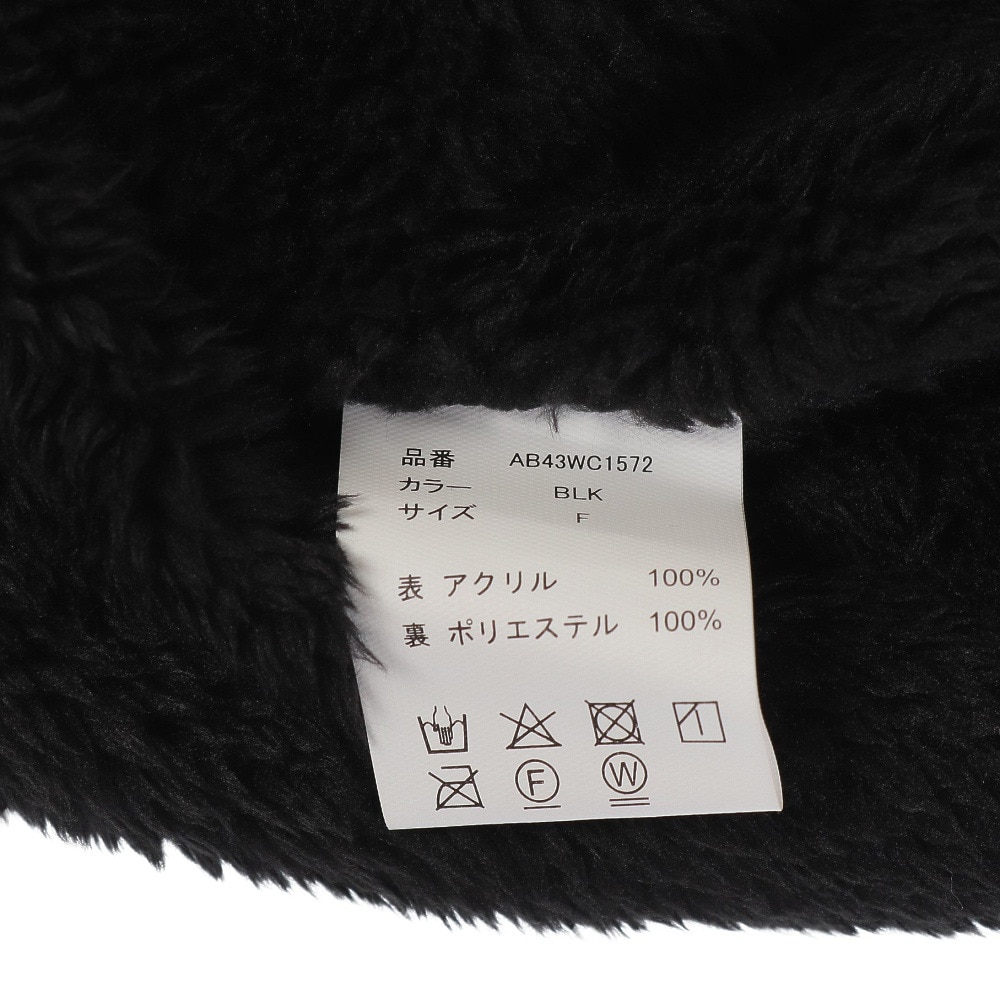 品番 AB43WC1572
カラー BLK
サイズ F
表 アクリル 100%
裏 ポリエステル 100%
F W